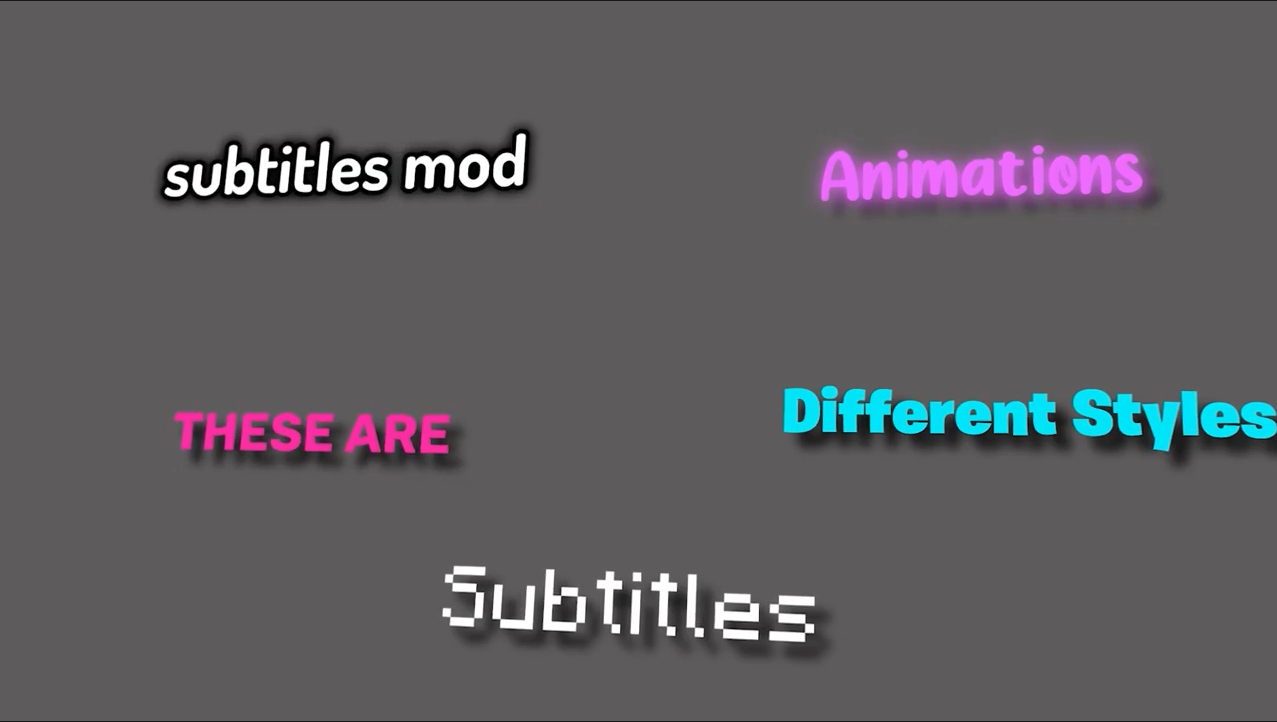 subtitles mod
Animations
THESE ARE
Different Styles
Subtitles